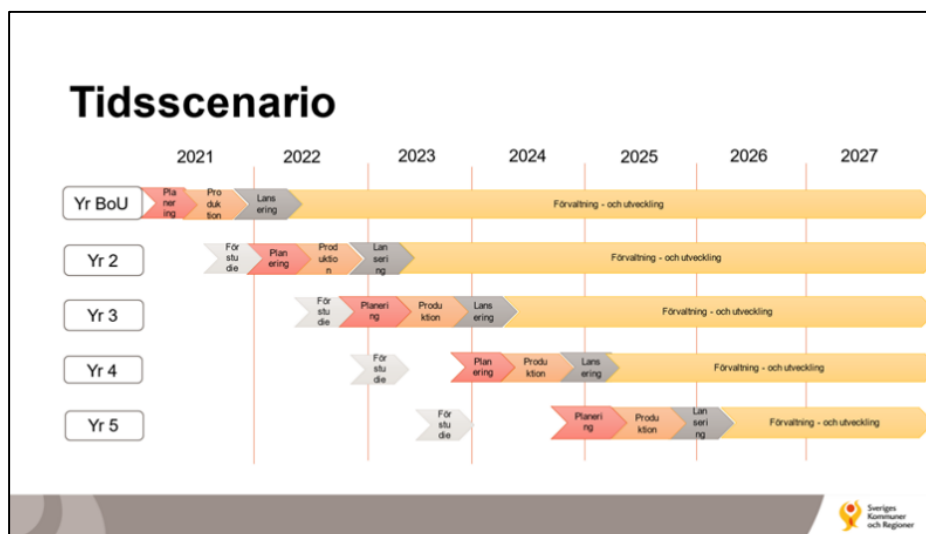 Tidsscenario
2021 2022 2023 2024 2025 2026 2027
Yr BoU
Pla
ner
ing
Pro
duk
tion
Lans
ering
Förvaltning - och utveckling
Yr 2
För
stu
die
Plan
ering
Prod
uktio
n
Lan
sering
Förvaltning - och utveckling
Yr 3
För
stu
die
Planeri
ng
Produ
ktion
Lans
ering
Förvaltning - och utveckling
Yr 4
För
stu
die
Plan
ering
Produ
ktion
Lans
ering
Förvaltning - och utveckling
Yr 5
För
stu
die
Planeri
ng
Produ
ktion
Lan
seri
ng
Förvaltning - och utveckling
Sveriges
Kommuner
och Regioner